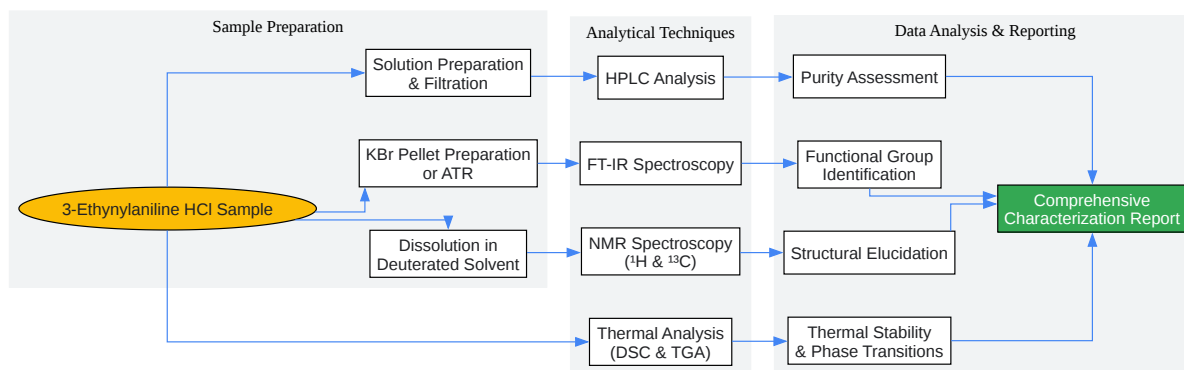 Sample Preparation
Analytical Techniques
Data Analysis & Reporting
Solution Preparation
& Filtration
HPLC Analysis
Purity Assessment
KBr Pellet Preparation
or ATR
FT-IR Spectroscopy
Functional Group
Identification
3-Ethynylaniline HCl Sample
Comprehensive
Characterization Report
Dissolution in
Deuterated Solvent
NMR Spectroscopy
(¹H & ¹³C)
Structural Elucidation
Thermal Analysis
(DSC & TGA)
Thermal Stability
& Phase Transitions